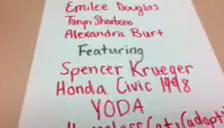 Emilee Douglas
Taryn Sharbono
Alexandra Burt
Featuring
Spencer Krueger
Honda Civic 1998
YODA